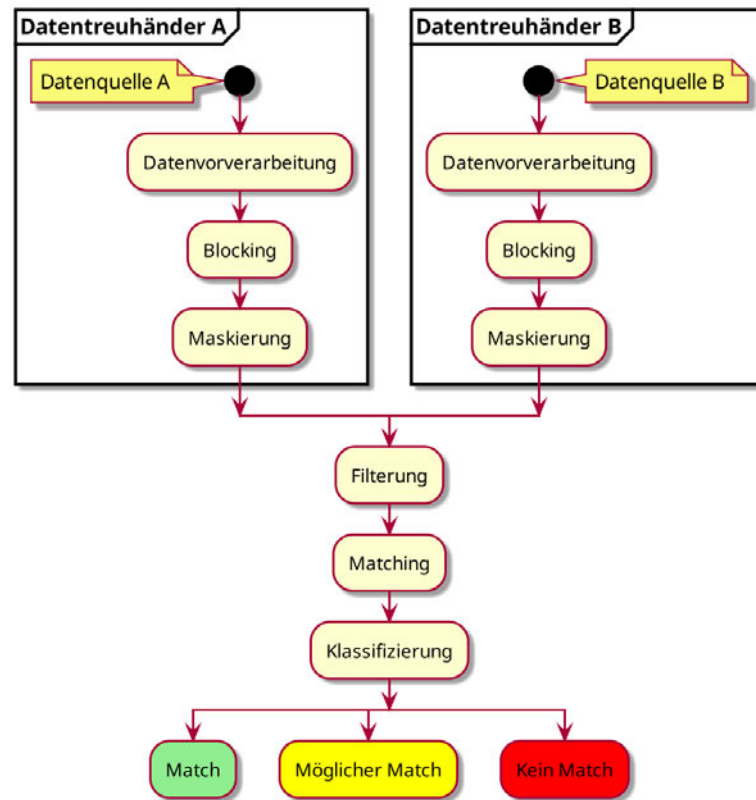 Datentreuhänder A
Datentreuhänder B
Datenquelle A
Datenquelle B
Datenvorverarbeitung
Datenvorverarbeitung
Blocking
Blocking
Maskierung
Maskierung
Filterung
Matching
Klassifizierung
Match
Möglicher Match
Kein Match